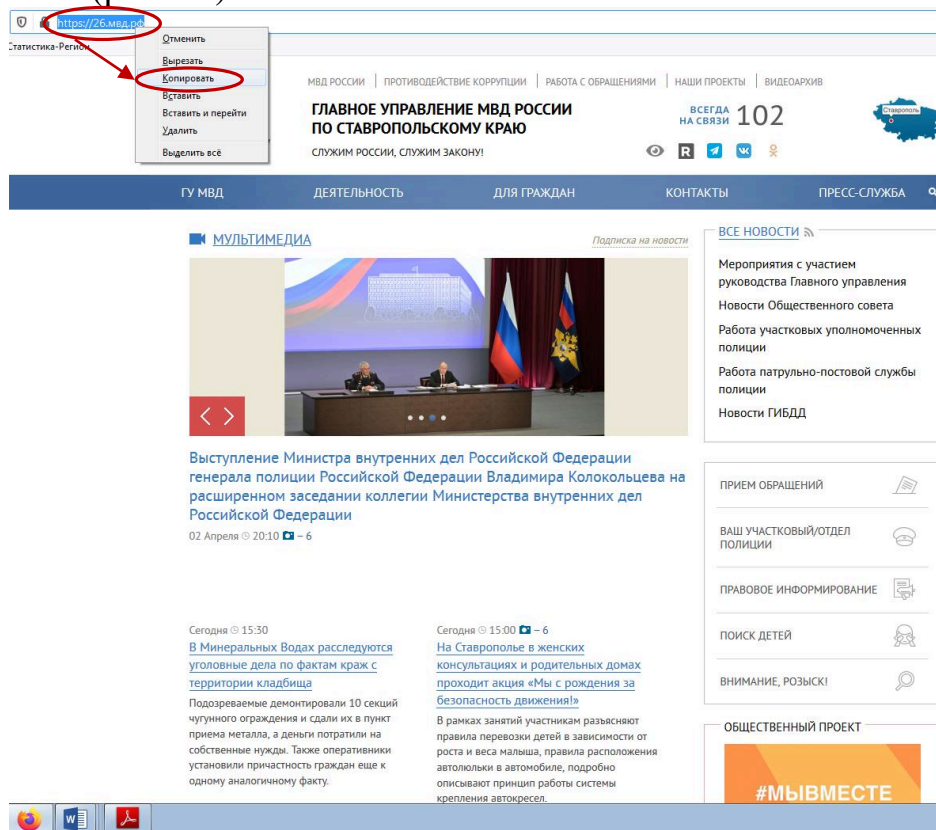 https://26.мвд.рф
Статистика-Регион
Отменить
Вырезать
Копировать
Вставить
Вставить и перейти
Удалить
Выделить всё
МВД РОССИИ | ПРОТИВОДЕЙСТВИЕ КОРРУПЦИИ | РАБОТА С ОБРАЩЕНИЯМИ | НАШИ ПРОЕКТЫ | ВИДЕОАРХИВ
ГЛАВНОЕ УПРАВЛЕНИЕ МВД РОССИИ
ПО СТАВРОПОЛЬСКОМУ КРАЮ
СЛУЖИМ РОССИИ, СЛУЖИМ ЗАКОНУ!
ВСЕГДА
НА СВЯЗИ 102
Ставрополь
ГУ МВД ДЕЯТЕЛЬНОСТЬ ДЛЯ ГРАЖДАН КОНТАКТЫ ПРЕСС-СЛУЖБА
МУЛЬТИМЕДИА
Подписка на новости
Выступление Министра внутренних дел Российской Федерации
генерала полиции Российской Федерации Владимира Колокольцева на
расширенном заседании коллегии Министерства внутренних дел
Российской Федерации
02 Апреля 20:10 – 6
Сегодня 15:30
В Минеральных Водах расследуются
уголовные дела по фактам краж с
территории кладбища
Подозреваемые демонтировали 10 секций
чугунного ограждения и сдали их в пункт
приема металла, а деньги потратили на
собственные нужды. Также оперативники
установили причастность граждан еще к
одному аналогичному факту.
Сегодня 15:00 – 6
На Ставрополье в женских
консультациях и родительных домах
проходит акция «Мы с рождения за
безопасность движения!»
В рамках занятий участникам разъясняют
правила перевозки детей в зависимости от
роста и веса малыша, правила расположения
автолюльки в автомобиле, подробно
описывают принцип работы системы
крепления автокресел.
ВСЕ НОВОСТИ
Мероприятия с участием
руководства Главного управления
Новости Общественного совета
Работа участковых уполномоченных
полиции
Работа патрульно-постовой службы
полиции
Новости ГИБДД
ПРИЕМ ОБРАЩЕНИЙ
ВАШ УЧАСТКОВЫЙ/ОТДЕЛ
ПОЛИЦИИ
ПРАВОВОЕ ИНФОРМИРОВАНИЕ
ПОИСК ДЕТЕЙ
ВНИМАНИЕ, РОЗЫСК!
ОБЩЕСТВЕННЫЙ ПРОЕКТ
#МЫВМЕСТЕ